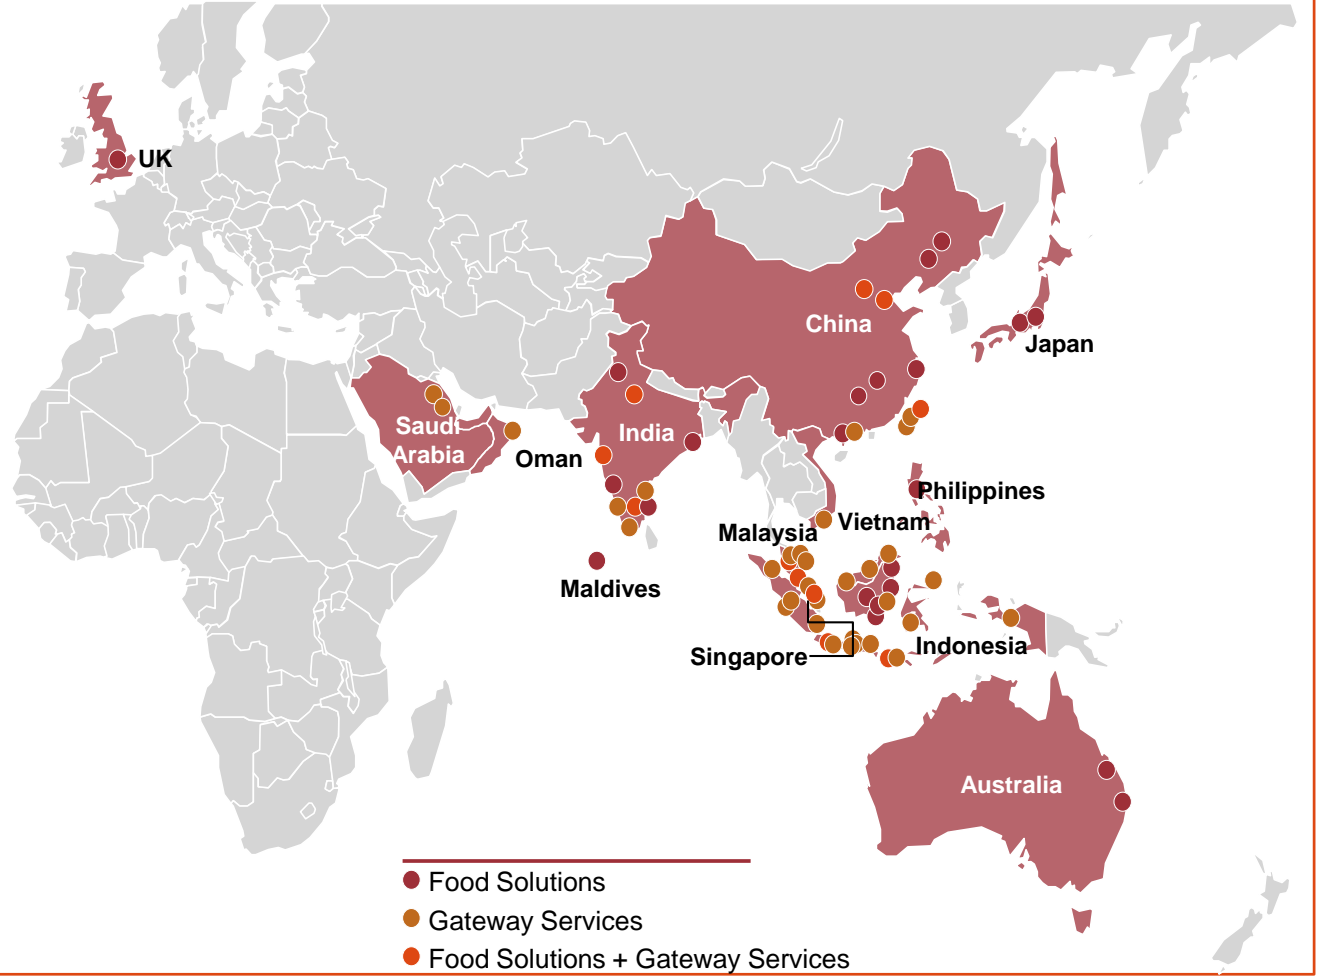 UK
China
Japan
Saudi
Arabia
India
Oman
Philippines
Vietnam
Malaysia
Maldives
Indonesia
Singapore
Australia
Food Solutions
Gateway Services
Food Solutions + Gateway Services